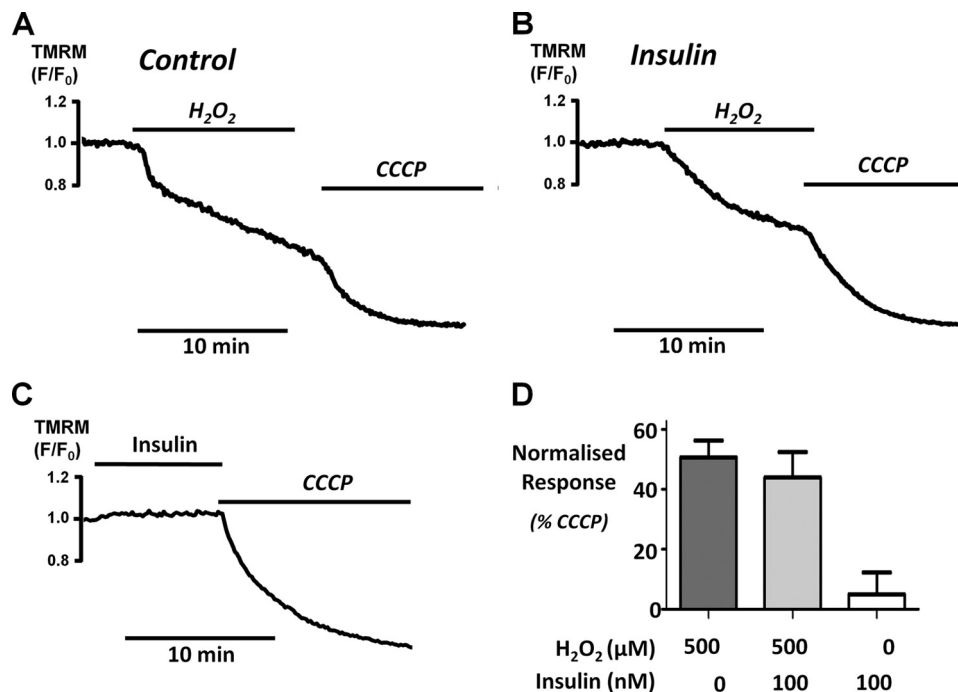 A
TMRM
(F/F₀)
Control
H₂O₂
1.2
1.0
0.8
CCCP
10 min
B
TMRM
(F/F₀)
Insulin
H₂O₂
1.2
1.0
0.8
CCCP
10 min
C
TMRM
(F/F₀)
Insulin
CCCP
1.2
1.0
0.8
10 min
D
Normalised
Response
(% CCCP)
60
40
20
0
H₂O₂ (µM) 500 500 0
Insulin (nM) 0 100 100